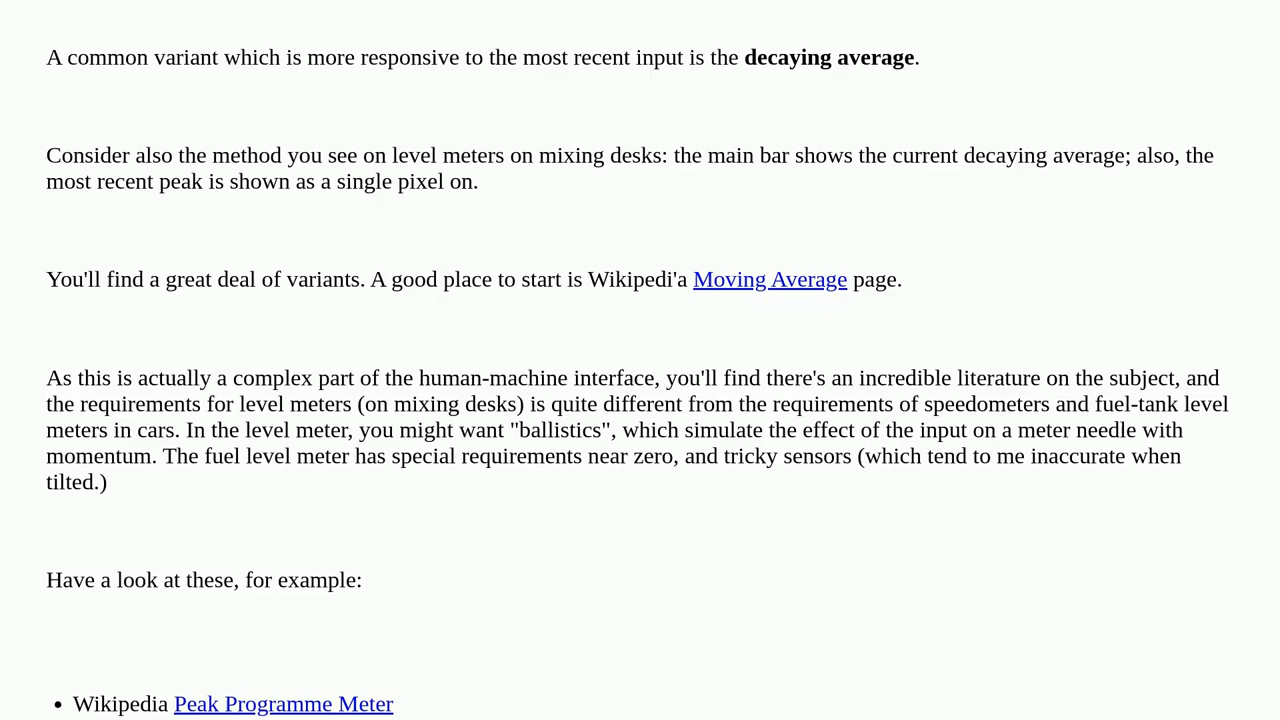 A common variant which is more responsive to the most recent input is the decaying average.
Consider also the method you see on level meters on mixing desks: the main bar shows the current decaying average; also, the
most recent peak is shown as a single pixel on.
You'll find a great deal of variants. A good place to start is Wikipedi'a Moving Average page.
As this is actually a complex part of the human-machine interface, you'll find there's an incredible literature on the subject, and
the requirements for level meters (on mixing desks) is quite different from the requirements of speedometers and fuel-tank level
meters in cars. In the level meter, you might want "ballistics", which simulate the effect of the input on a meter needle with
momentum. The fuel level meter has special requirements near zero, and tricky sensors (which tend to me inaccurate when
tilted.)
Have a look at these, for example:
• Wikipedia Peak Programme Meter